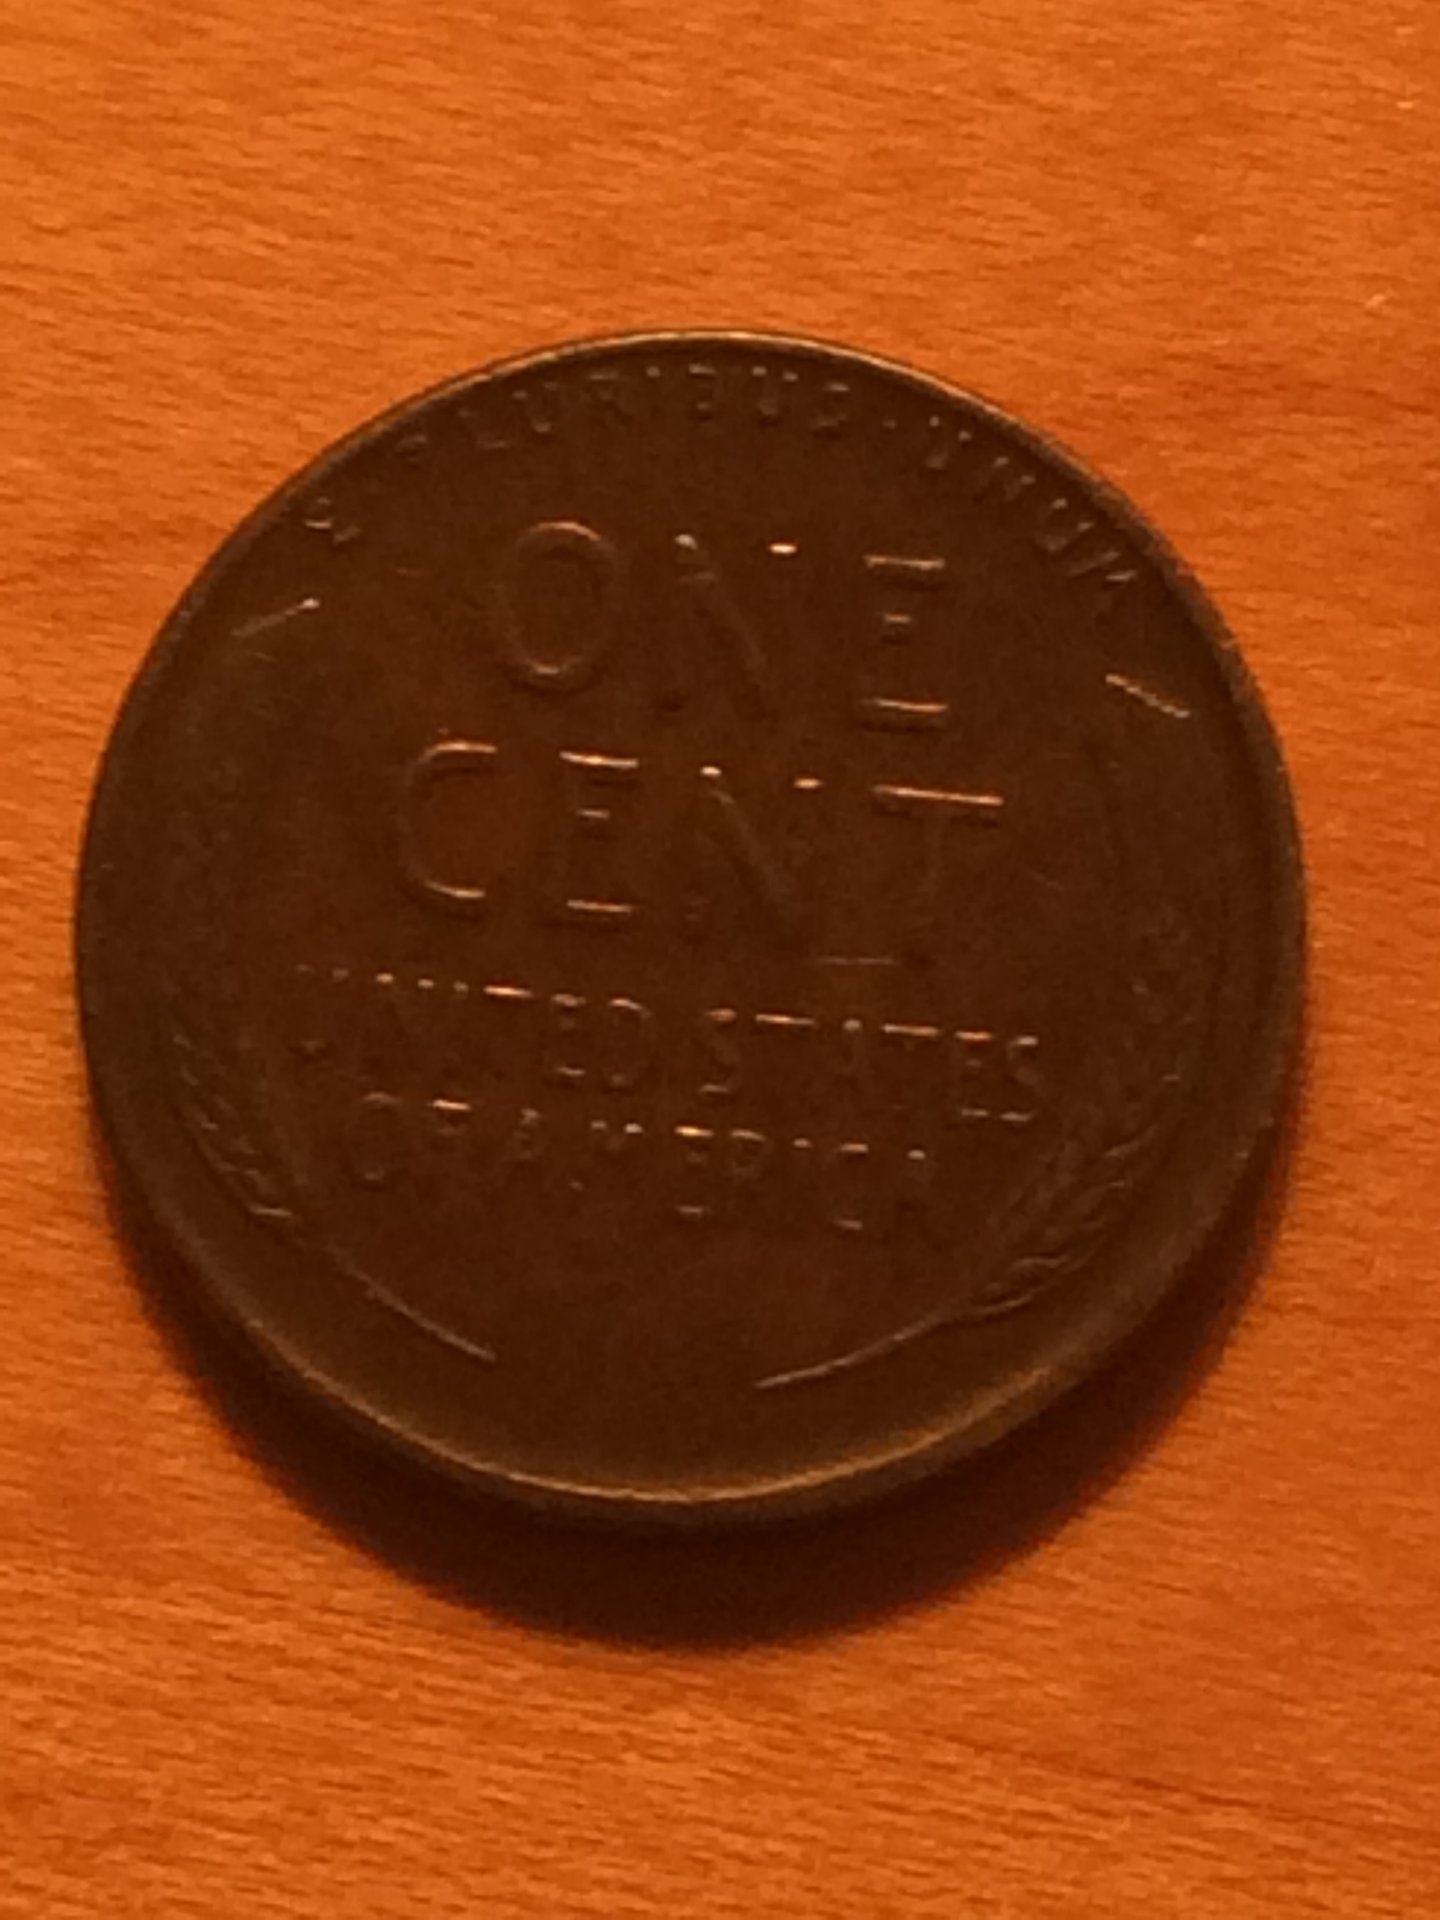 E · PLURIBUS · UNUM
ONE
CENT
UNITED STATES
OF AMERICA